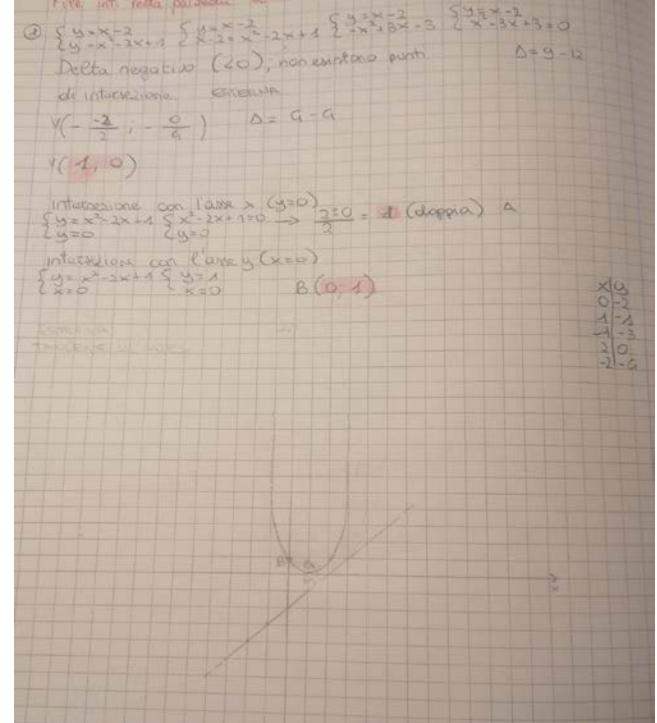 int. retta
② { y=x-2 { y=x-2 { y=x-2 { y=x-2
{ y=x²-2x+1 { x-2=x²-2x+1 { -x²+3x-3 { x²-3x+3=0
Delta negativo (<0), non esistono punti Δ=9-12
di intersezione ESTERNA
V(- -2/2 ; - 0/4) Δ=4-4
V(1,0)
intersezione con l'asse x (y=0)
{ y=x²-2x+1 { x²-2x+1=0 → 2±0/2 = 1 (doppia) A
{ y=0 { y=0
intersezione con l'asse y (x=0)
{ y=x²-2x+1 { y=1 B(0;1)
{ x=0 { x=0
x|y
0|-2
1|-1
-1|-3
2|0
-2|-4
B A
x